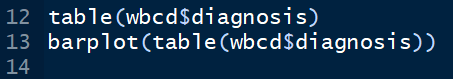 12 table(wbcd$diagnosis)
13 barplot(table(wbcd$diagnosis))
14